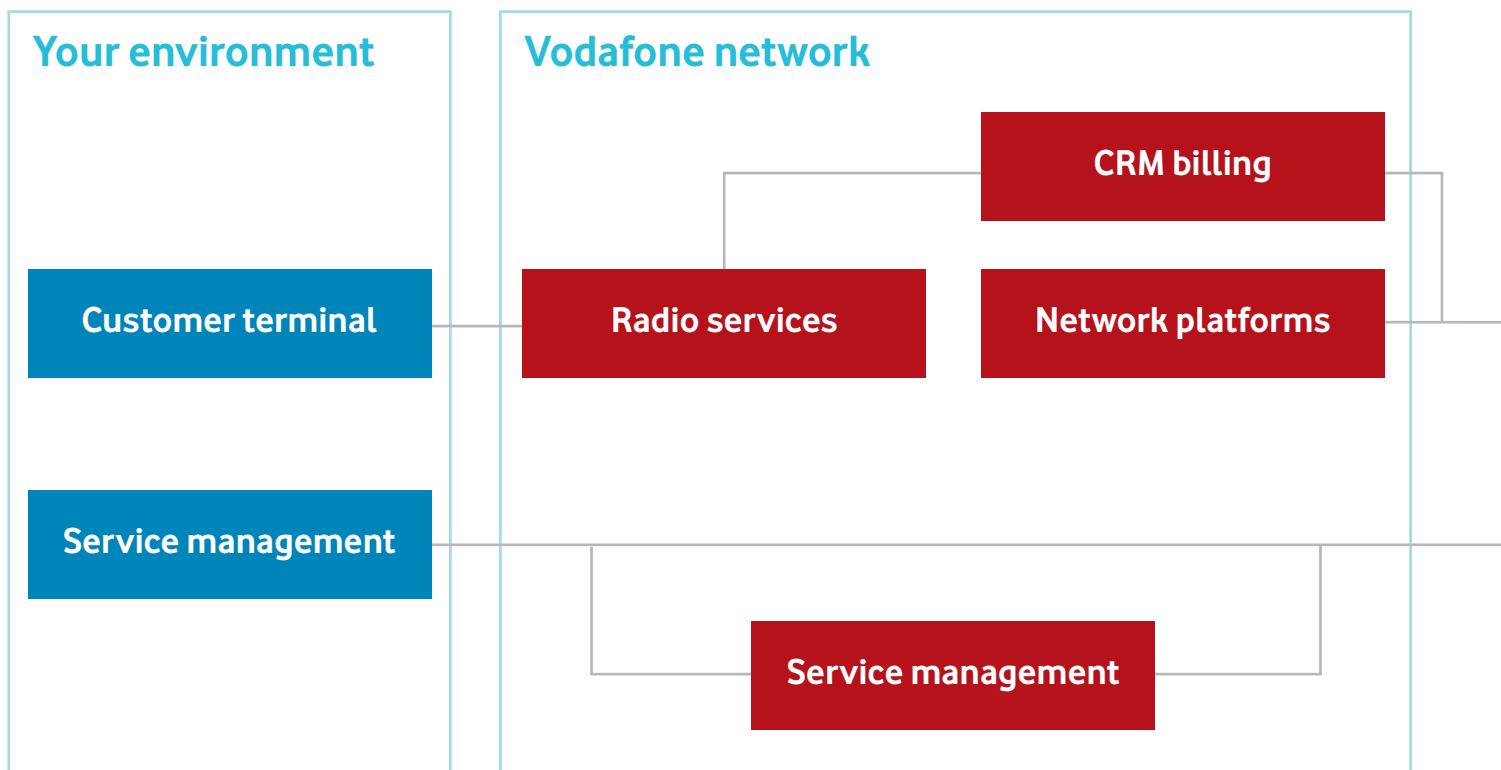 Your environment
Vodafone network
CRM billing
Customer terminal
Radio services
Network platforms
Service management
Service management